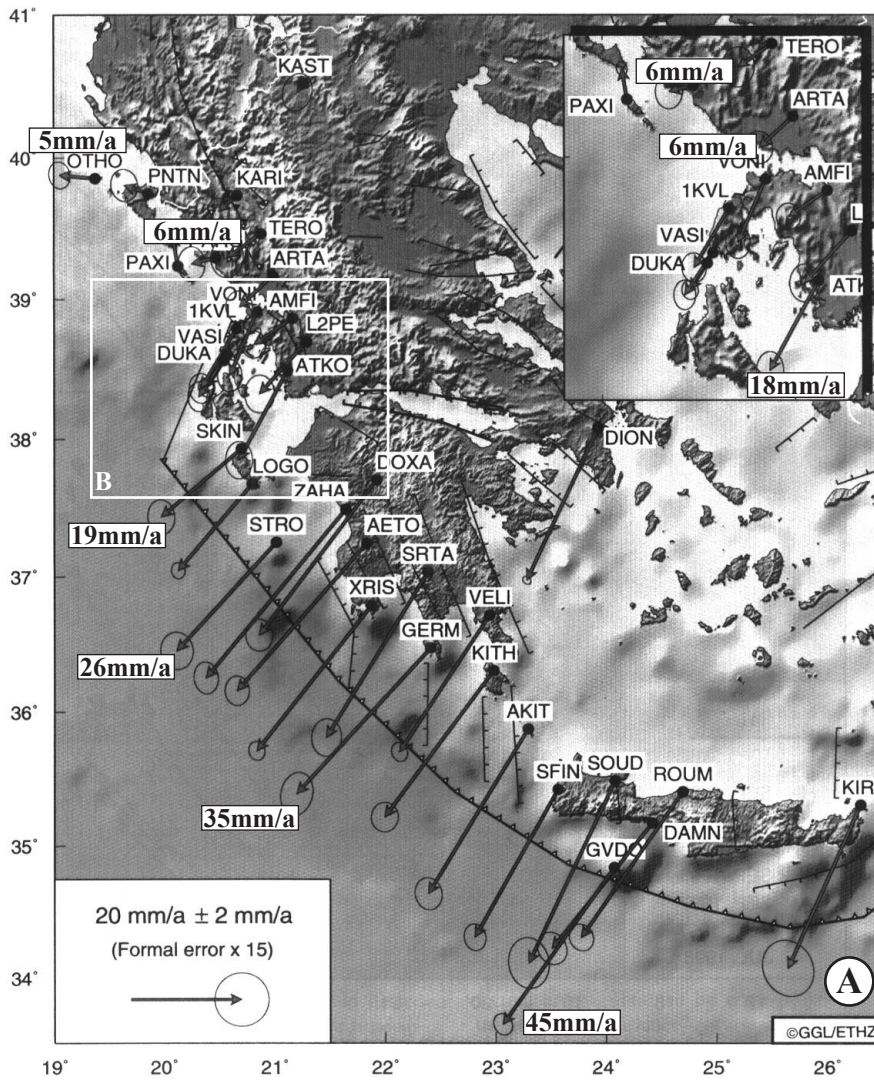 41°
KAST
TERO
6mm/a
PAXI
ARTA
5mm/a
40°
OTHO
PNTN
KARI
6mm/a
VONI
AMFI
1KVL
6mm/a
TERO
VASI
DUKA
PAXI
ARTA
39°
AMFI
1KVL
L2PE
VASI
DUKA
ATKO
18mm/a
38°
SKIN
DION
LOGO
DOXA
B
ZAHA
19mm/a
STRO
AETO
SRTA
37°
XRIS
VELI
GERM
KITH
26mm/a
36°
AKIT
SFIN
SOUD
ROUM
KIR
35mm/a
DAMN
35°
GVDO
20 mm/a ± 2 mm/a
(Formal error x 15)
34°
A
45mm/a
©GGL/ETHZ
19°
20°
21°
22°
23°
24°
25°
26°